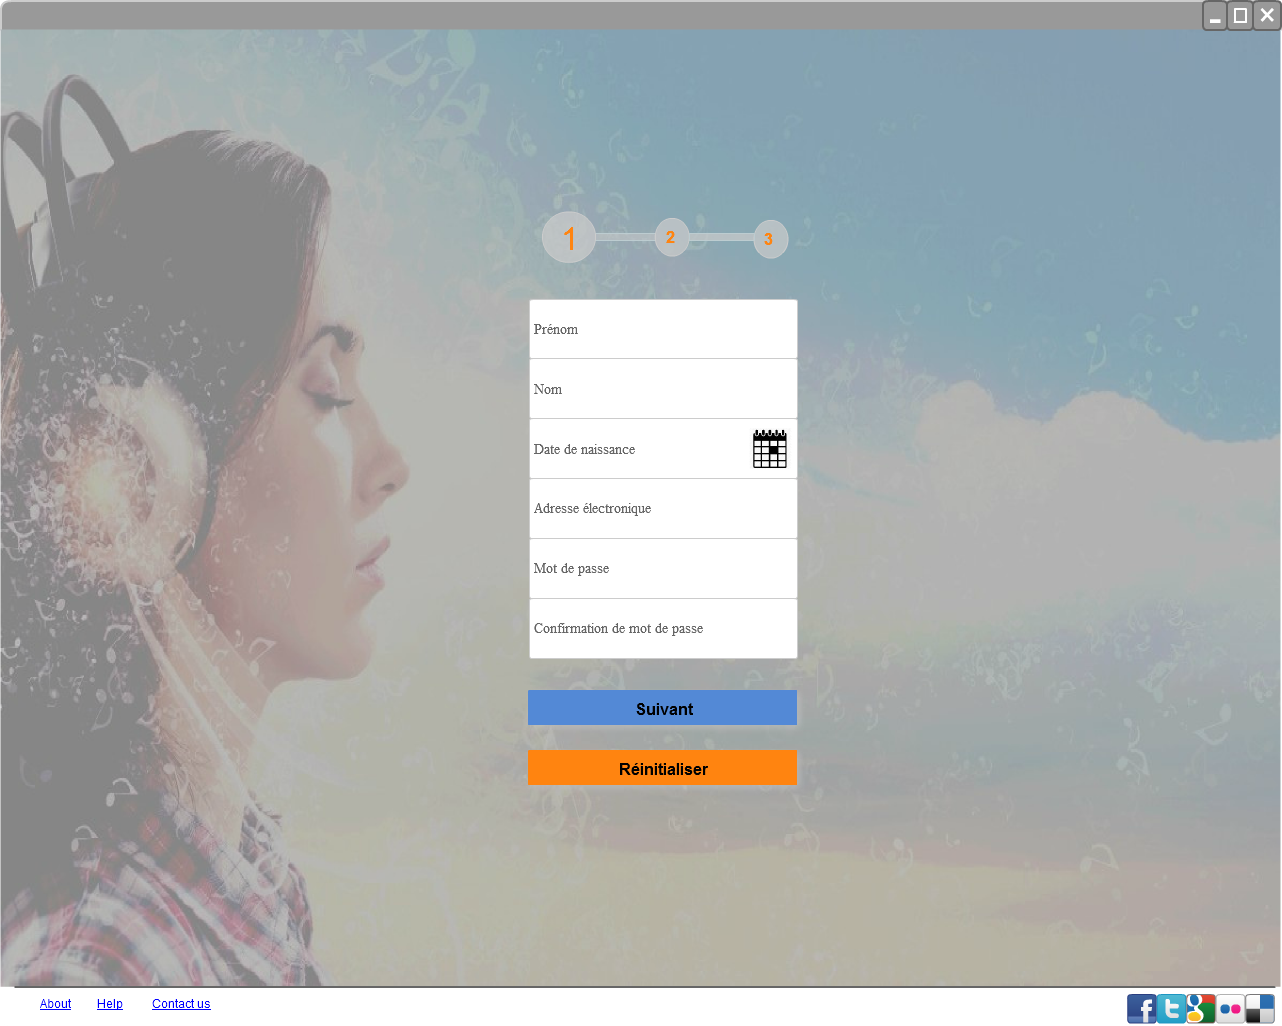 1
2
3
Prénom
Nom
Date de naissance
Adresse électronique
Mot de passe
Confirmation de mot de passe
Suivant
Réinitialiser
About Help Contact us